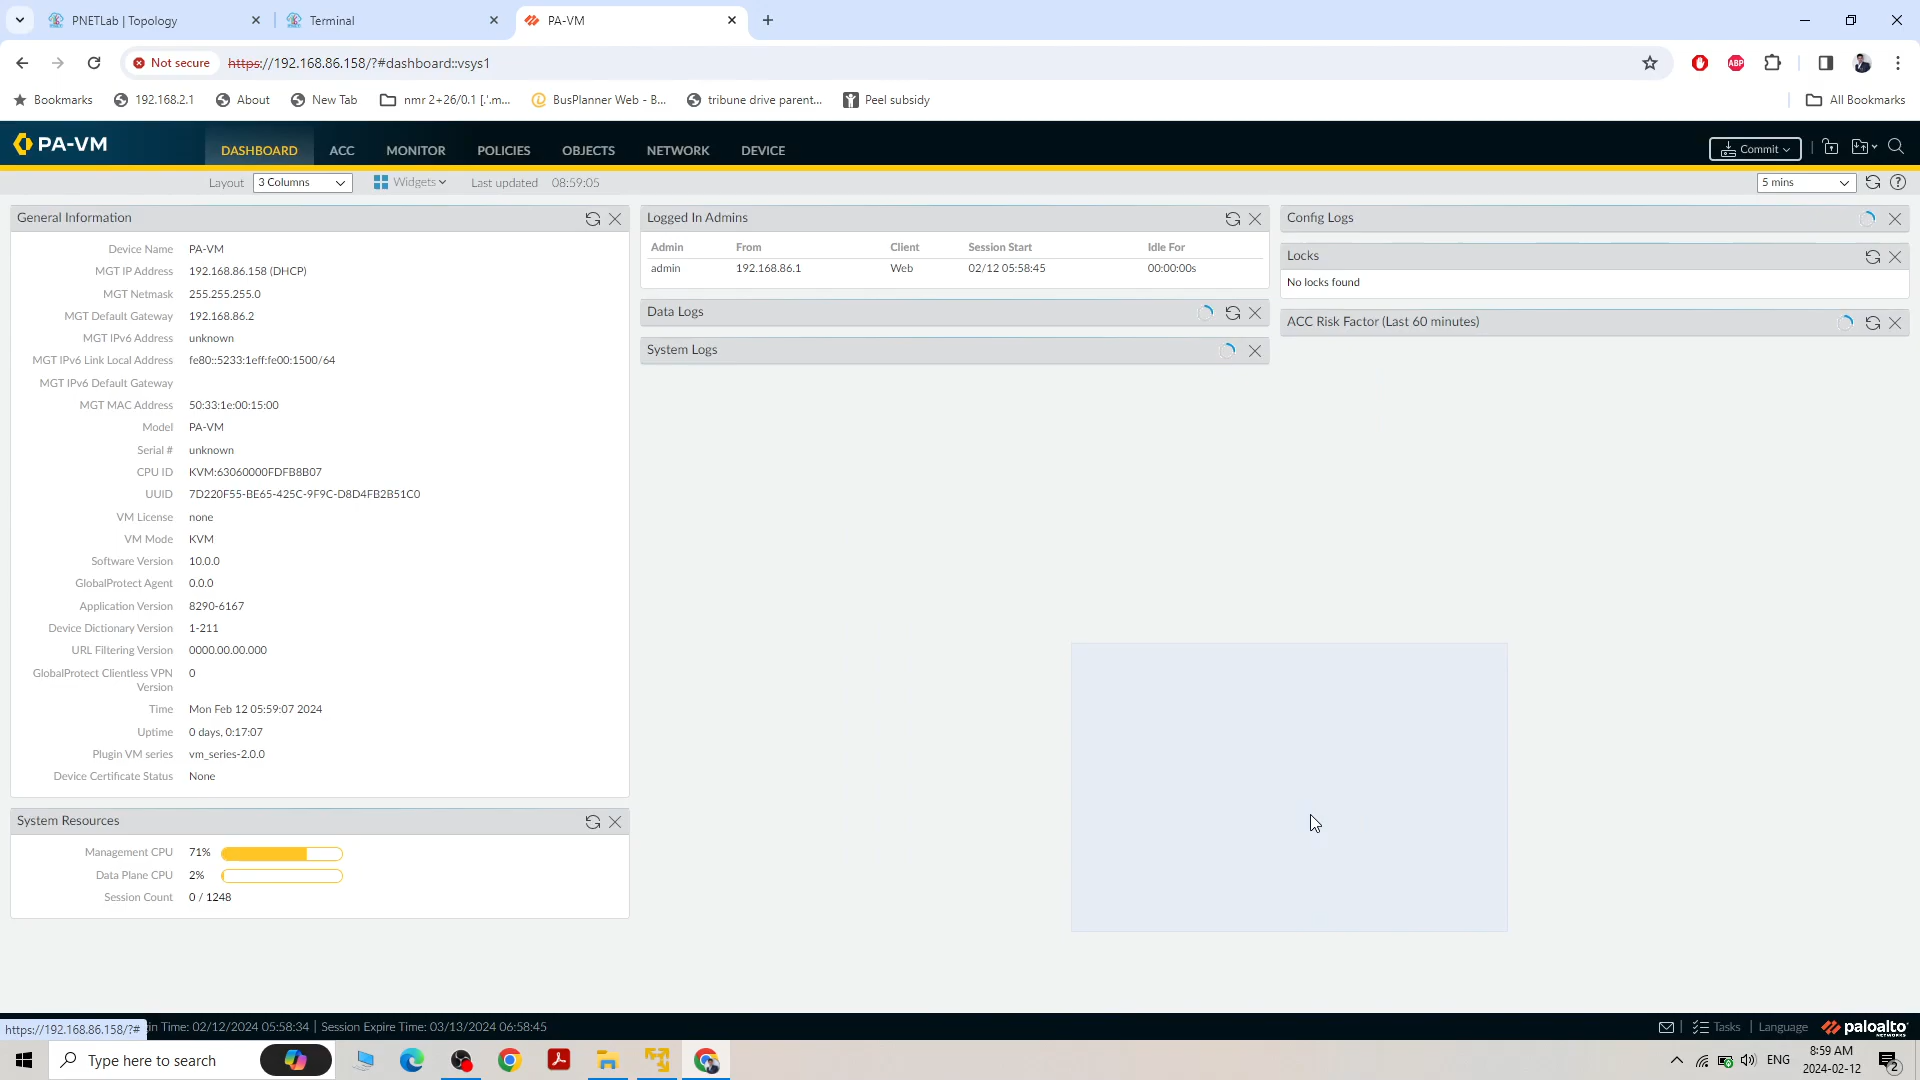 PNETLab | Topology
Terminal
PA-VM
Not secure
https://192.168.86.158/?#dashboard::vsys1
ABP
Bookmarks
192.168.2.1
About
New Tab
nmr 2+26/0.1 [.'.m...
BusPlanner Web - B...
tribune drive parent...
Peel subsidy
All Bookmarks
PA-VM
DASHBOARD
ACC
MONITOR
POLICIES
OBJECTS
NETWORK
DEVICE
Commit
Layout
3 Columns
Widgets
Last updated 08:59:05
5 mins
General Information
Device Name PA-VM
MGT IP Address 192.168.86.158 (DHCP)
MGT Netmask 255.255.255.0
MGT Default Gateway 192.168.86.2
MGT IPv6 Address unknown
MGT IPv6 Link Local Address fe80::5233:1eff:fe00:1500/64
MGT IPv6 Default Gateway
MGT MAC Address 50:33:1e:00:15:00
Model PA-VM
Serial # unknown
CPU ID KVM:63060000FDFB8B07
UUID 7D220F55-BE65-425C-9F9C-D8D4FB2B51C0
VM License none
VM Mode KVM
Software Version 10.0.0
GlobalProtect Agent 0.0.0
Application Version 8290-6167
Device Dictionary Version 1-211
URL Filtering Version 0000.00.00.000
GlobalProtect Clientless VPN 0
Version
Time Mon Feb 12 05:59:07 2024
Uptime 0 days, 0:17:07
Plugin VM series vm_series-2.0.0
Device Certificate Status None
System Resources
Management CPU 71%
Data Plane CPU 2%
Session Count 0 / 1248
Logged In Admins
Admin From Client Session Start Idle For
admin 192.168.86.1 Web 02/12 05:58:45 00:00:00s
Data Logs
System Logs
Config Logs
Locks
No locks found
ACC Risk Factor (Last 60 minutes)
https://192.168.86.158/?#
in Time: 02/12/2024 05:58:34 | Session Expire Time: 03/13/2024 06:58:45
Tasks | Language
paloalto
NETWORKS
Type here to search
ENG
8:59 AM
2024-02-12
2